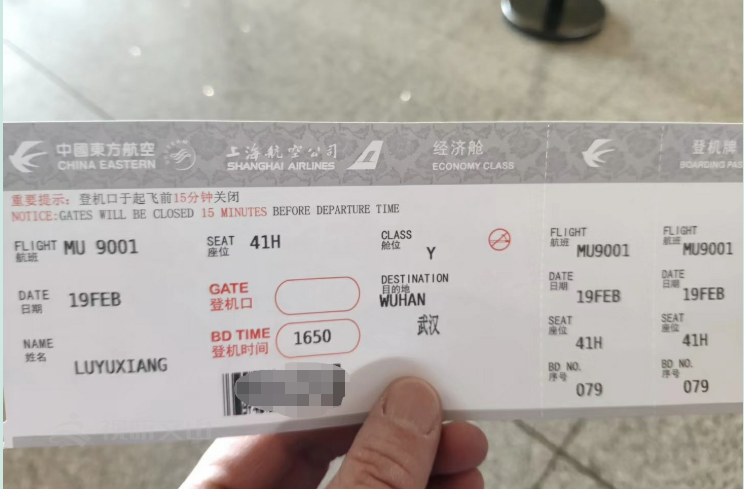 中國東方航空
CHINA EASTERN
上海航空公司
SHANGHAI AIRLINES
经济舱
ECONOMY CLASS
登机牌
BOARDING PAS
重要提示：登机口于起飞前15分钟关闭
NOTICE:GATES WILL BE CLOSED 15 MINUTES BEFORE DEPARTURE TIME
FLIGHT 航班 MU 9001
SEAT 座位 41H
CLASS 舱位 Y
DATE 日期 19FEB
GATE 登机口
DESTINATION 目的地
WUHAN
武汉
BD TIME 登机时间 1650
NAME 姓名 LUYUXIANG
FLIGHT 航班 MU9001
DATE 日期 19FEB
SEAT 座位 41H
BD NO. 序号 079
FLIGHT 航班 MU9001
DATE 日期 19FEB
SEAT 座位 41H
BD NO. 序号 079